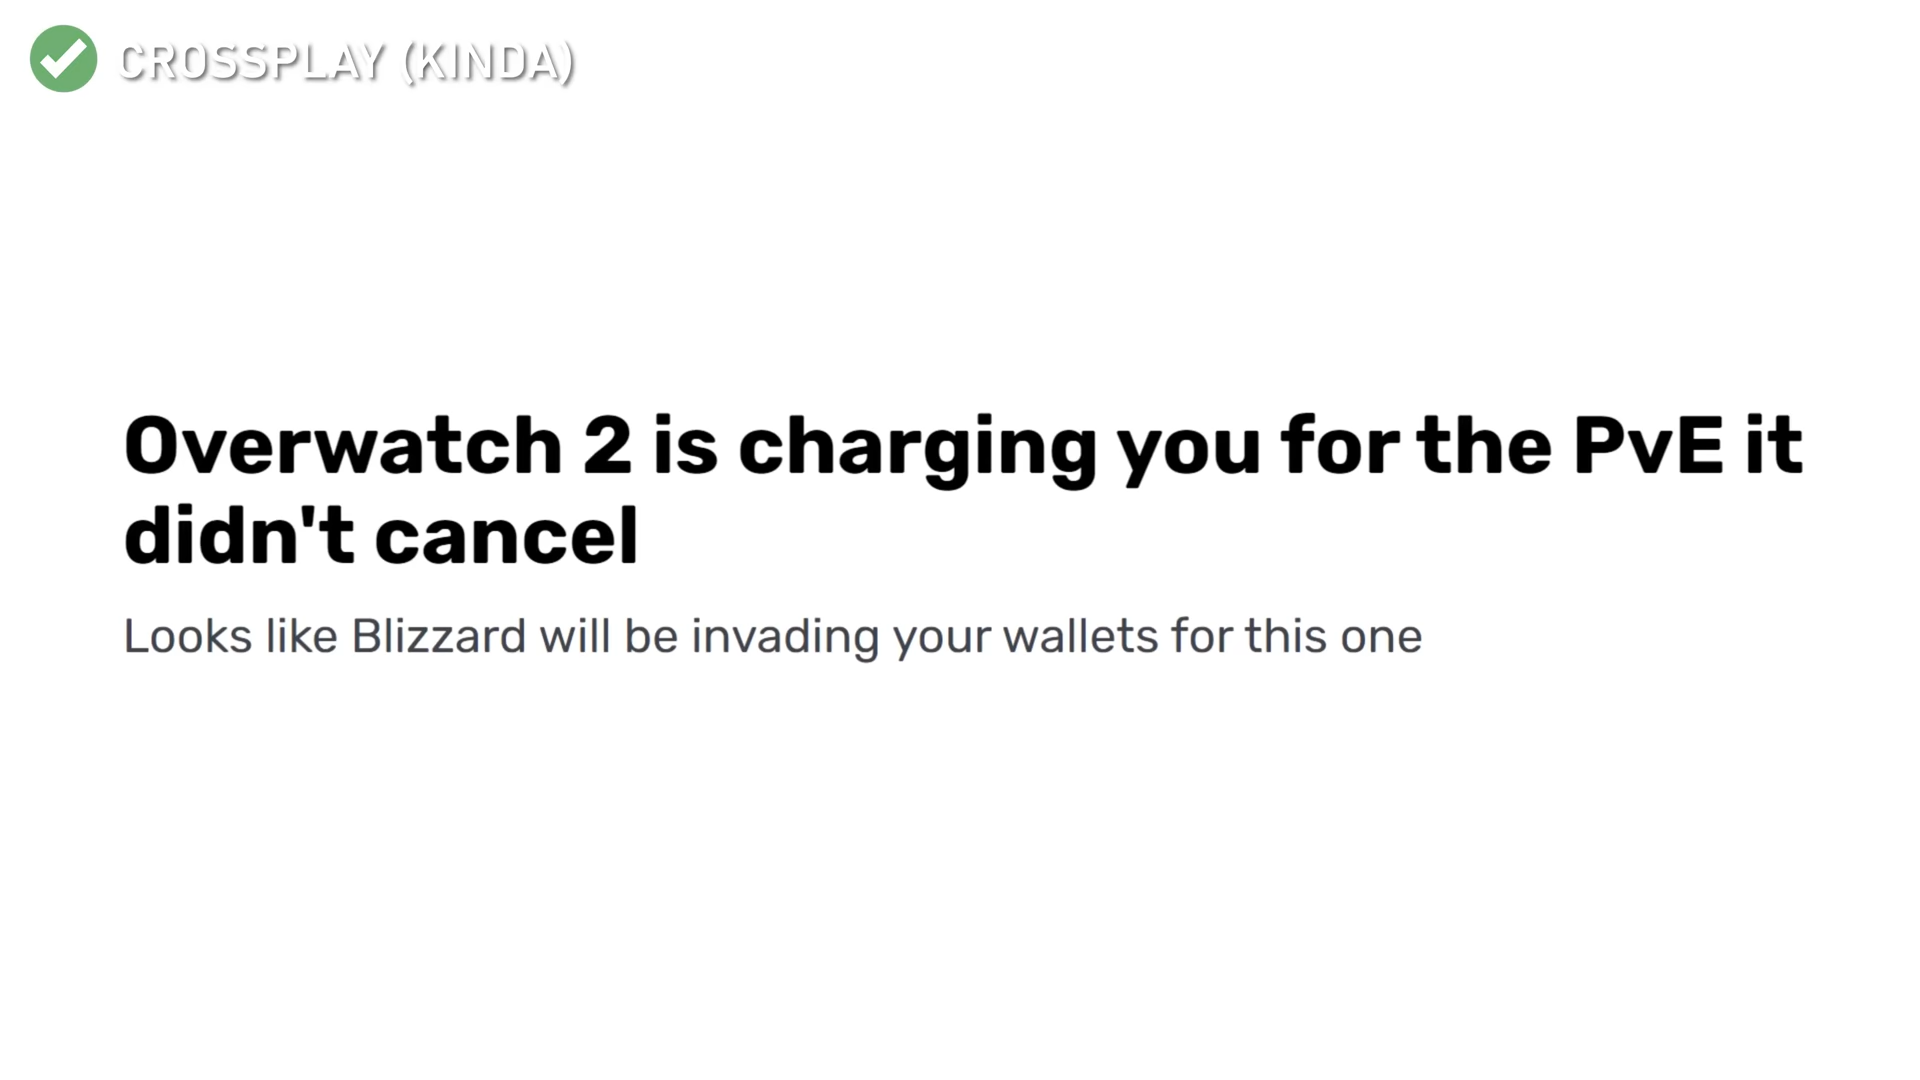 CROSSPLAY (KINDA)
Overwatch 2 is charging you for the PvE it
didn't cancel
Looks like Blizzard will be invading your wallets for this one